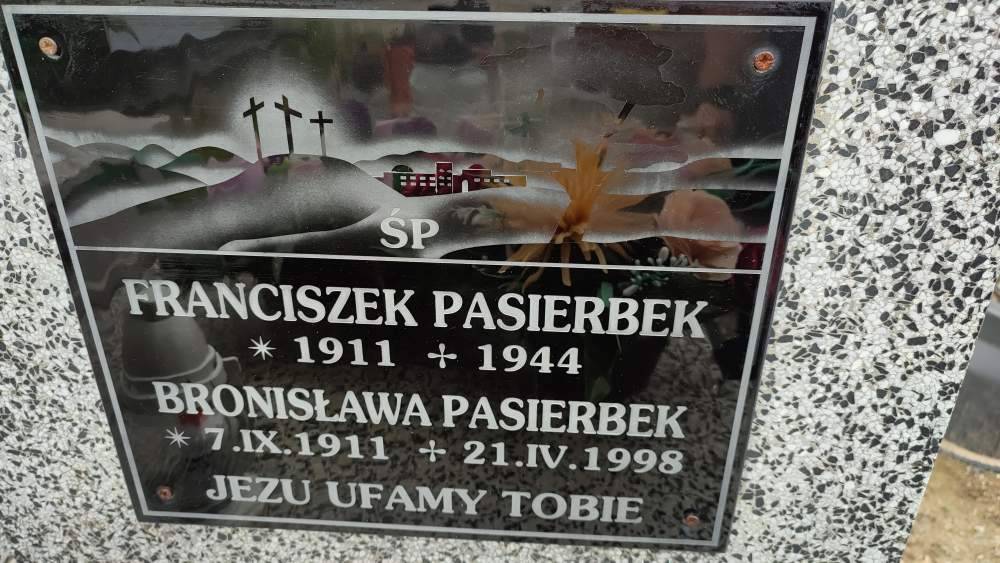 ŚP
FRANCISZEK PASIERBEK
* 1911 ✢ 1944
BRONISŁAWA PASIERBEK
* 7.IX.1911 ✢ 21.IV.1998
JEZU UFAMY TOBIE